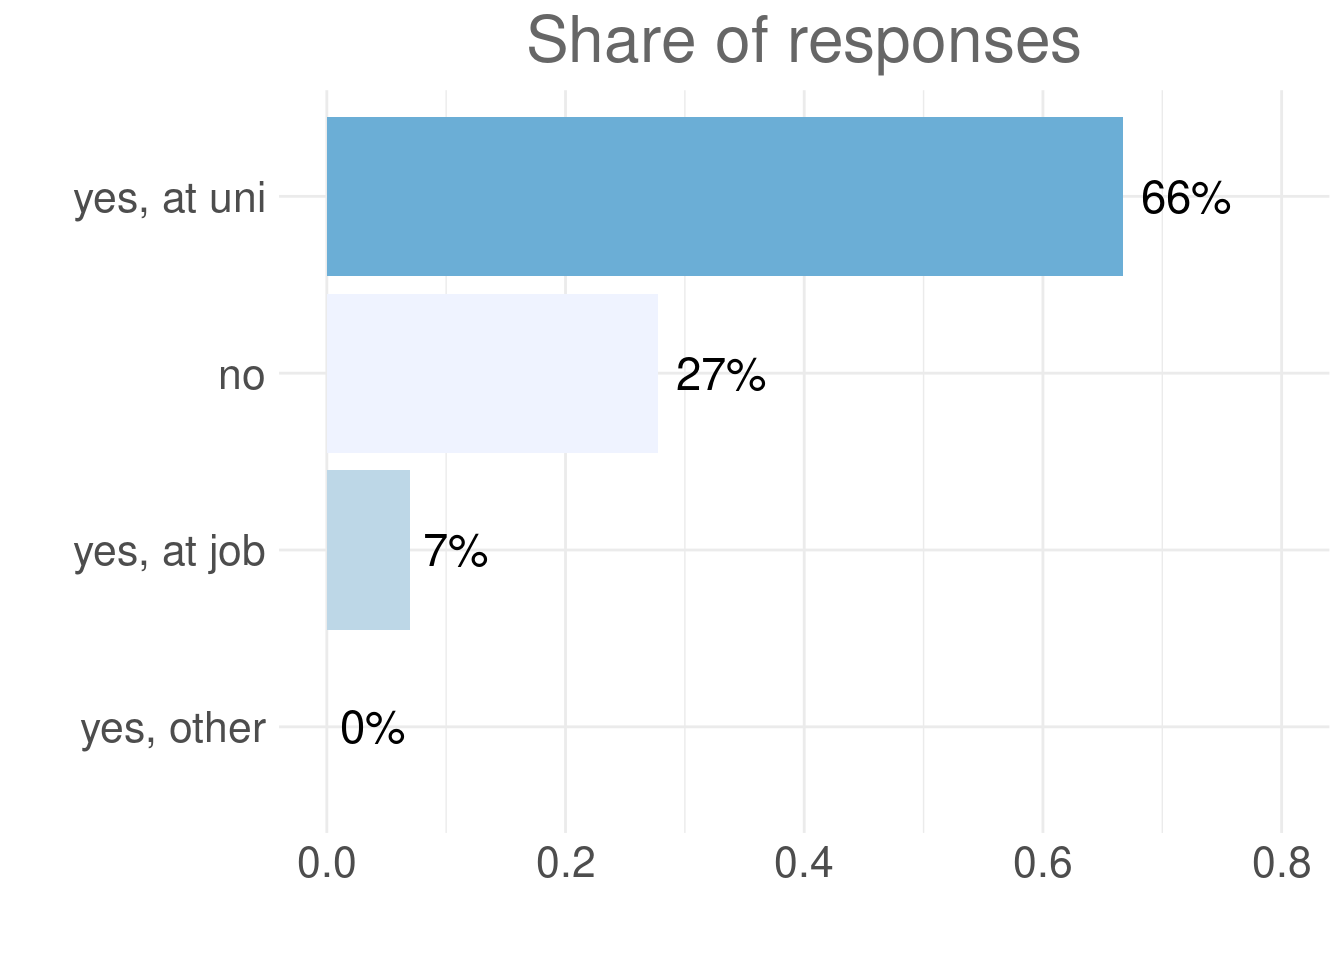 Share of responses
yes, at uni 66%
no 27%
yes, at job 7%
yes, other 0%
0.0 0.2 0.4 0.6 0.8